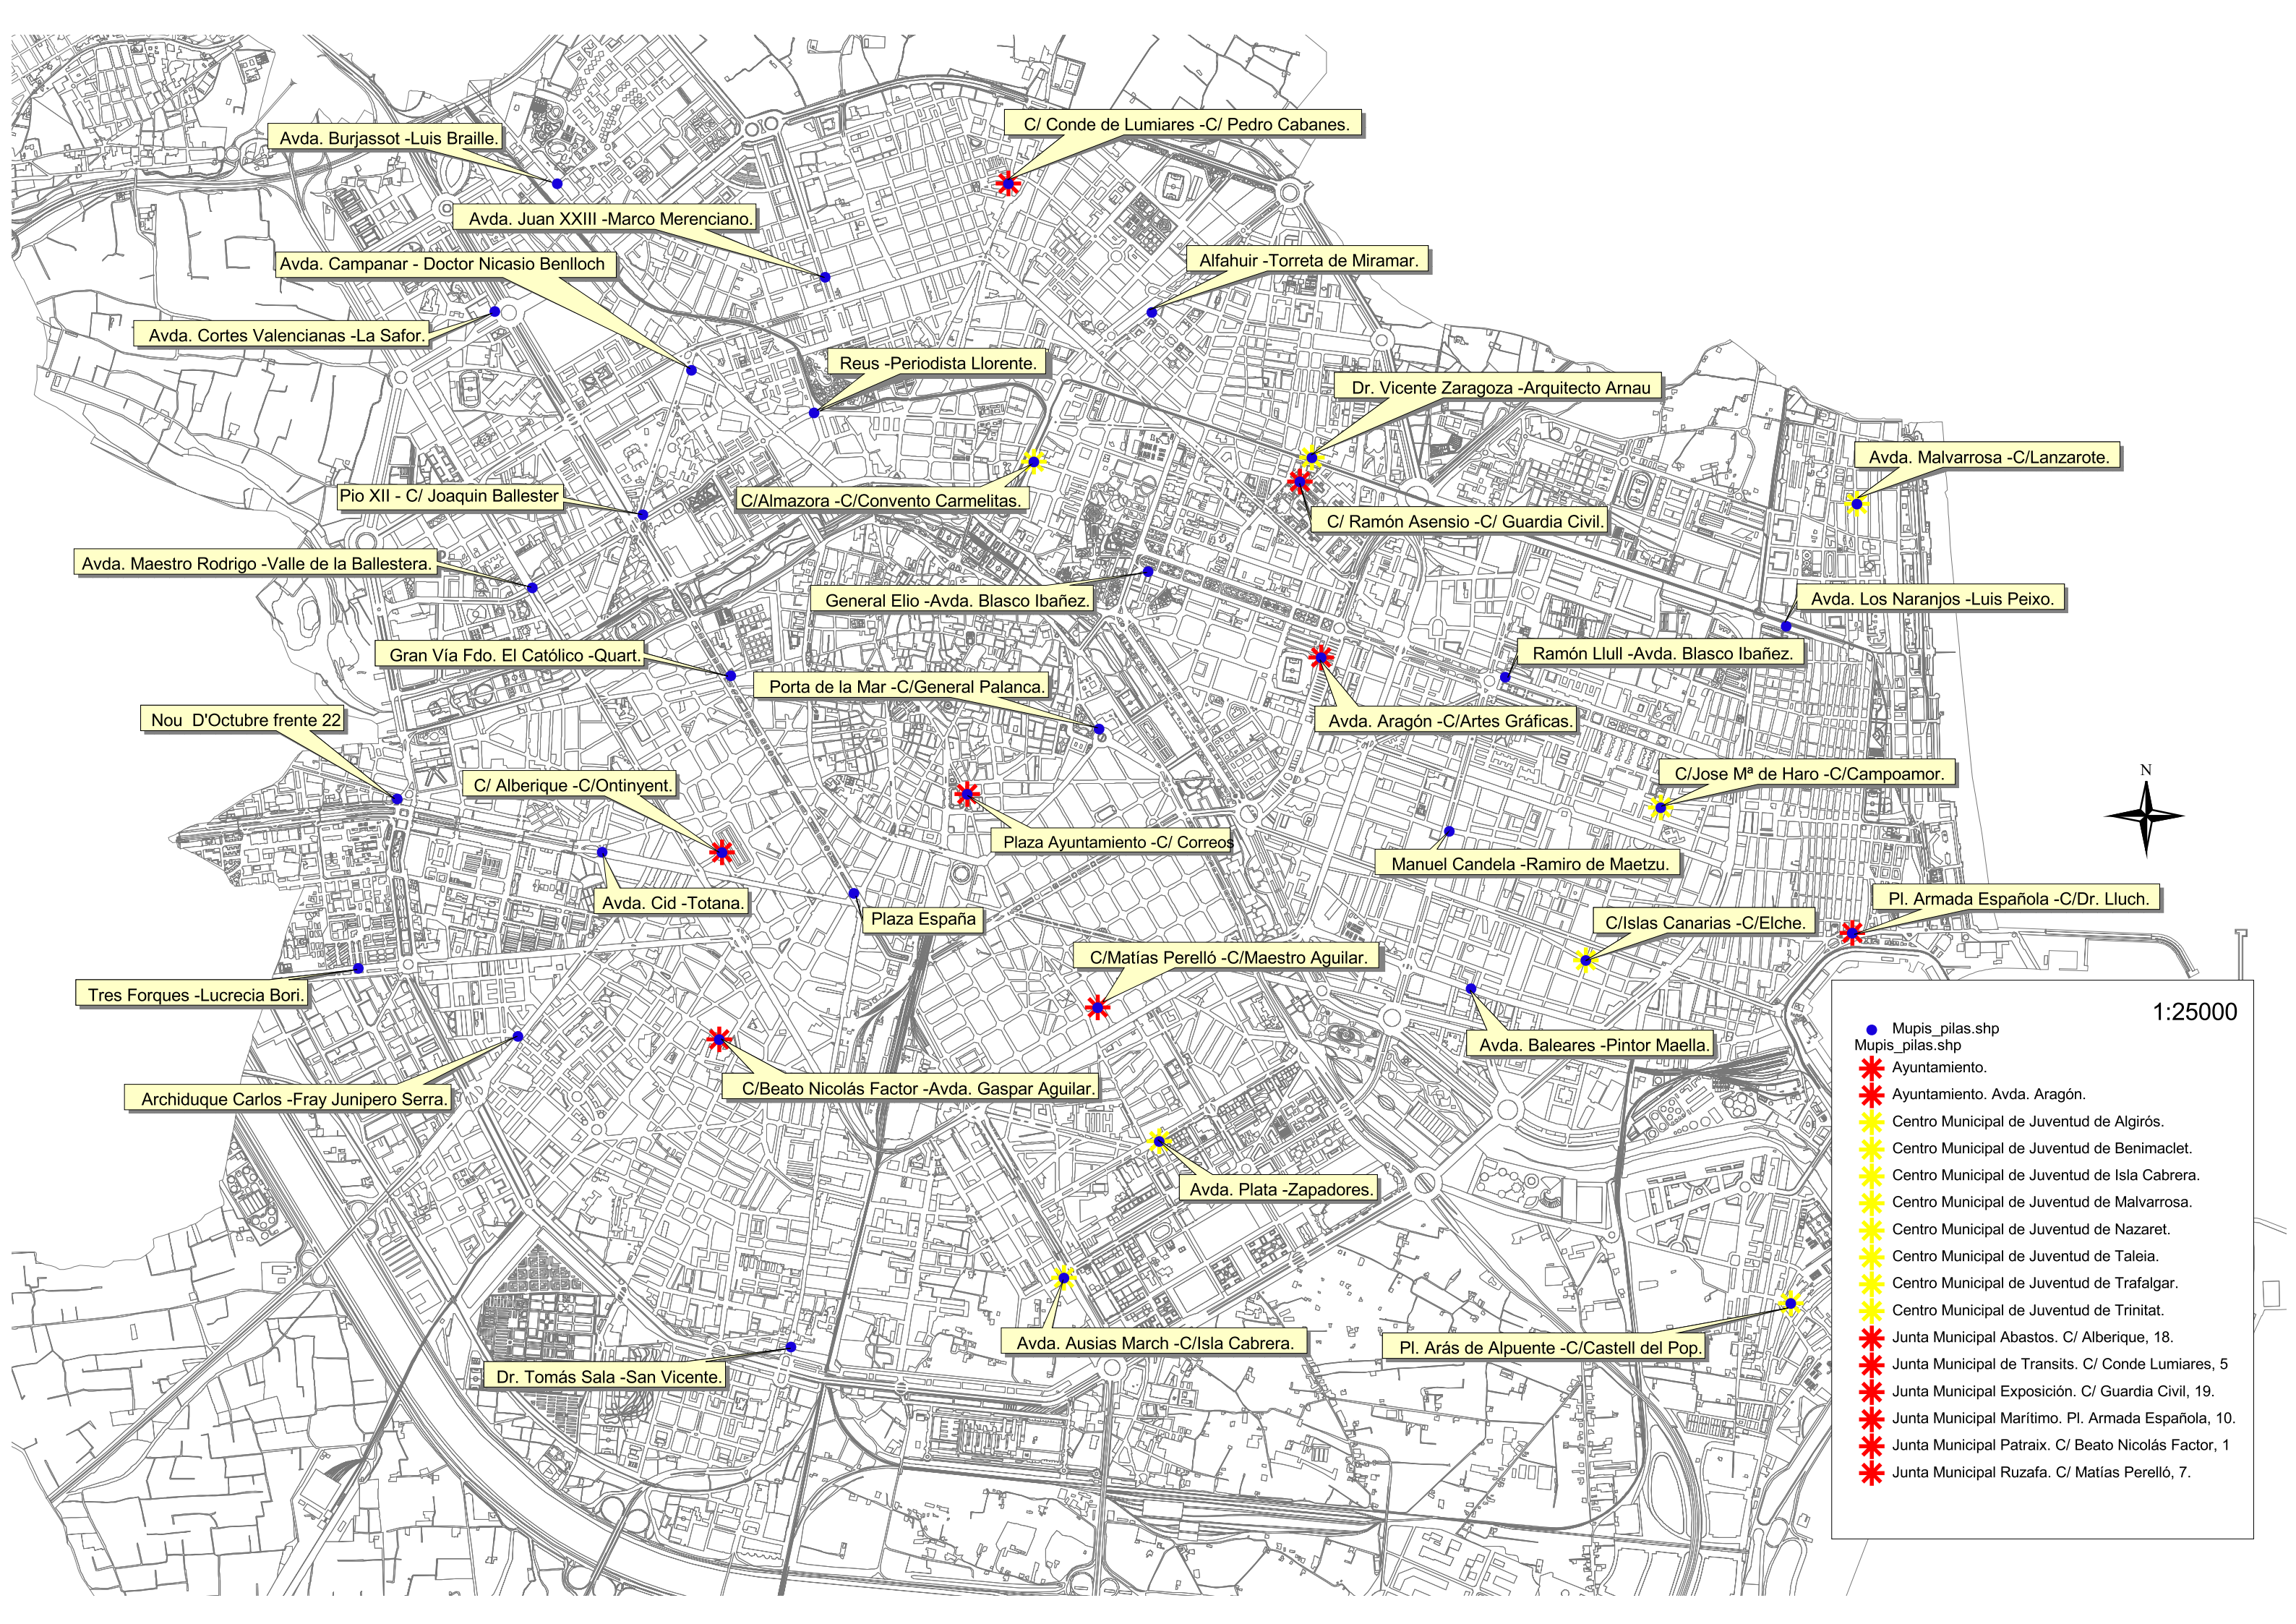 C/ Conde de Lumiares -C/ Pedro Cabanes.
Avda. Burjassot -Luis Braille.
Avda. Juan XXIII -Marco Merenciano.
Avda. Campanar - Doctor Nicasio Benlloch
Alfahuir -Torreta de Miramar.
Avda. Cortes Valencianas -La Safor.
Reus -Periodista Llorente.
Dr. Vicente Zaragoza -Arquitecto Arnau
Avda. Malvarrosa -C/Lanzarote.
Pio XII - C/ Joaquin Ballester
C/Almazora -C/Convento Carmelitas.
C/ Ramón Asensio -C/ Guardia Civil.
Avda. Maestro Rodrigo -Valle de la Ballestera.
General Elio -Avda. Blasco Ibañez.
Avda. Los Naranjos -Luis Peixo.
Gran Vía Fdo. El Católico -Quart.
Ramón Llull -Avda. Blasco Ibañez.
Porta de la Mar -C/General Palanca.
Nou D'Octubre frente 22
Avda. Aragón -C/Artes Gráficas.
C/ Alberique -C/Ontinyent.
C/Jose Mª de Haro -C/Campoamor.
N
Plaza Ayuntamiento -C/ Correos
Manuel Candela -Ramiro de Maetzu.
Avda. Cid -Totana.
Plaza España
Pl. Armada Española -C/Dr. Lluch.
C/Islas Canarias -C/Elche.
C/Matías Perelló -C/Maestro Aguilar.
Tres Forques -Lucrecia Bori.
Avda. Baleares -Pintor Maella.
C/Beato Nicolás Factor -Avda. Gaspar Aguilar.
Archiduque Carlos -Fray Junipero Serra.
Avda. Plata -Zapadores.
Avda. Ausias March -C/Isla Cabrera.
Pl. Arás de Alpuente -C/Castell del Pop.
Dr. Tomás Sala -San Vicente.
1:25000
Mupis_pilas.shp
Mupis_pilas.shp
Ayuntamiento.
Ayuntamiento. Avda. Aragón.
Centro Municipal de Juventud de Algirós.
Centro Municipal de Juventud de Benimaclet.
Centro Municipal de Juventud de Isla Cabrera.
Centro Municipal de Juventud de Malvarrosa.
Centro Municipal de Juventud de Nazaret.
Centro Municipal de Juventud de Taleia.
Centro Municipal de Juventud de Trafalgar.
Centro Municipal de Juventud de Trinitat.
Junta Municipal Abastos. C/ Alberique, 18.
Junta Municipal de Transits. C/ Conde Lumiares, 5
Junta Municipal Exposición. C/ Guardia Civil, 19.
Junta Municipal Marítimo. Pl. Armada Española, 10.
Junta Municipal Patraix. C/ Beato Nicolás Factor, 1
Junta Municipal Ruzafa. C/ Matías Perelló, 7.